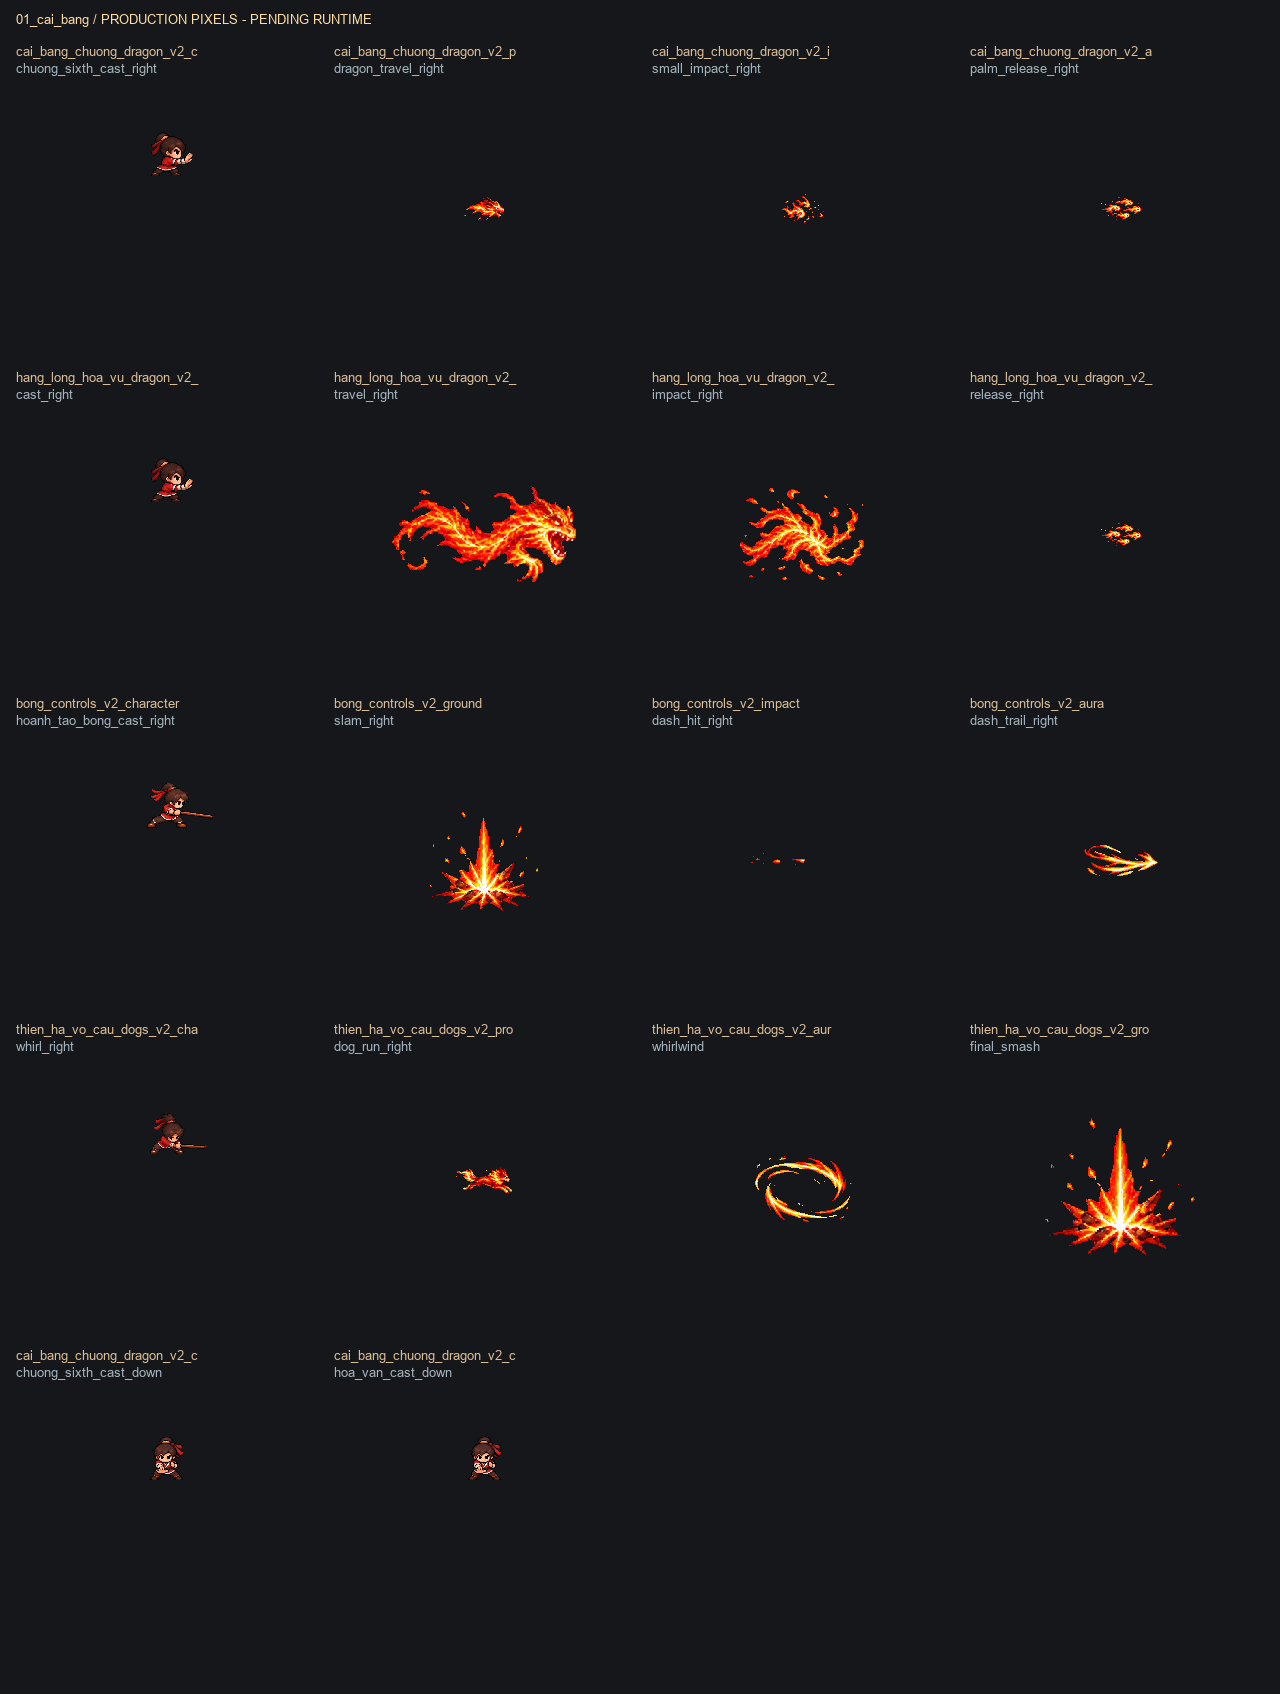 01_cai_bang / PRODUCTION PIXELS - PENDING RUNTIME
cai_bang_chuong_dragon_v2_c
chuong_sixth_cast_right
cai_bang_chuong_dragon_v2_p
dragon_travel_right
cai_bang_chuong_dragon_v2_i
small_impact_right
cai_bang_chuong_dragon_v2_a
palm_release_right
hang_long_hoa_vu_dragon_v2_
cast_right
hang_long_hoa_vu_dragon_v2_
travel_right
hang_long_hoa_vu_dragon_v2_
impact_right
hang_long_hoa_vu_dragon_v2_
release_right
bong_controls_v2_character
hoanh_tao_bong_cast_right
bong_controls_v2_ground
slam_right
bong_controls_v2_impact
dash_hit_right
bong_controls_v2_aura
dash_trail_right
thien_ha_vo_cau_dogs_v2_cha
whirl_right
thien_ha_vo_cau_dogs_v2_pro
dog_run_right
thien_ha_vo_cau_dogs_v2_aur
whirlwind
thien_ha_vo_cau_dogs_v2_gro
final_smash
cai_bang_chuong_dragon_v2_c
chuong_sixth_cast_down
cai_bang_chuong_dragon_v2_c
hoa_van_cast_down